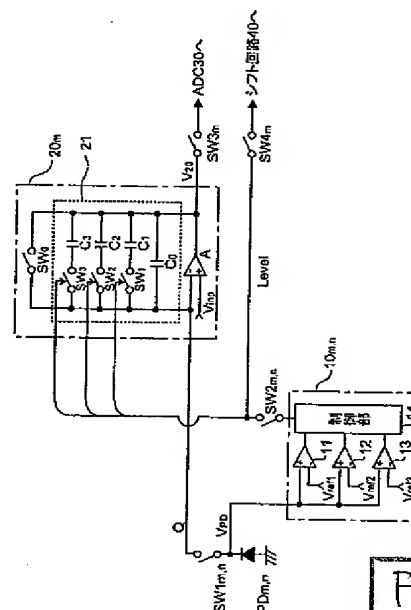 20m
21
SW0
SW3
C3
SW2
C2
SW1
C1
C0
A
Vinp
V20
SW3m
ADC30へ
SW4m
シフト回路40へ
Level
Q
SW2m,n
10m,n
制御部
11
12
13
Vref1
Vref2
VPD
SW1m,n
PDm,n